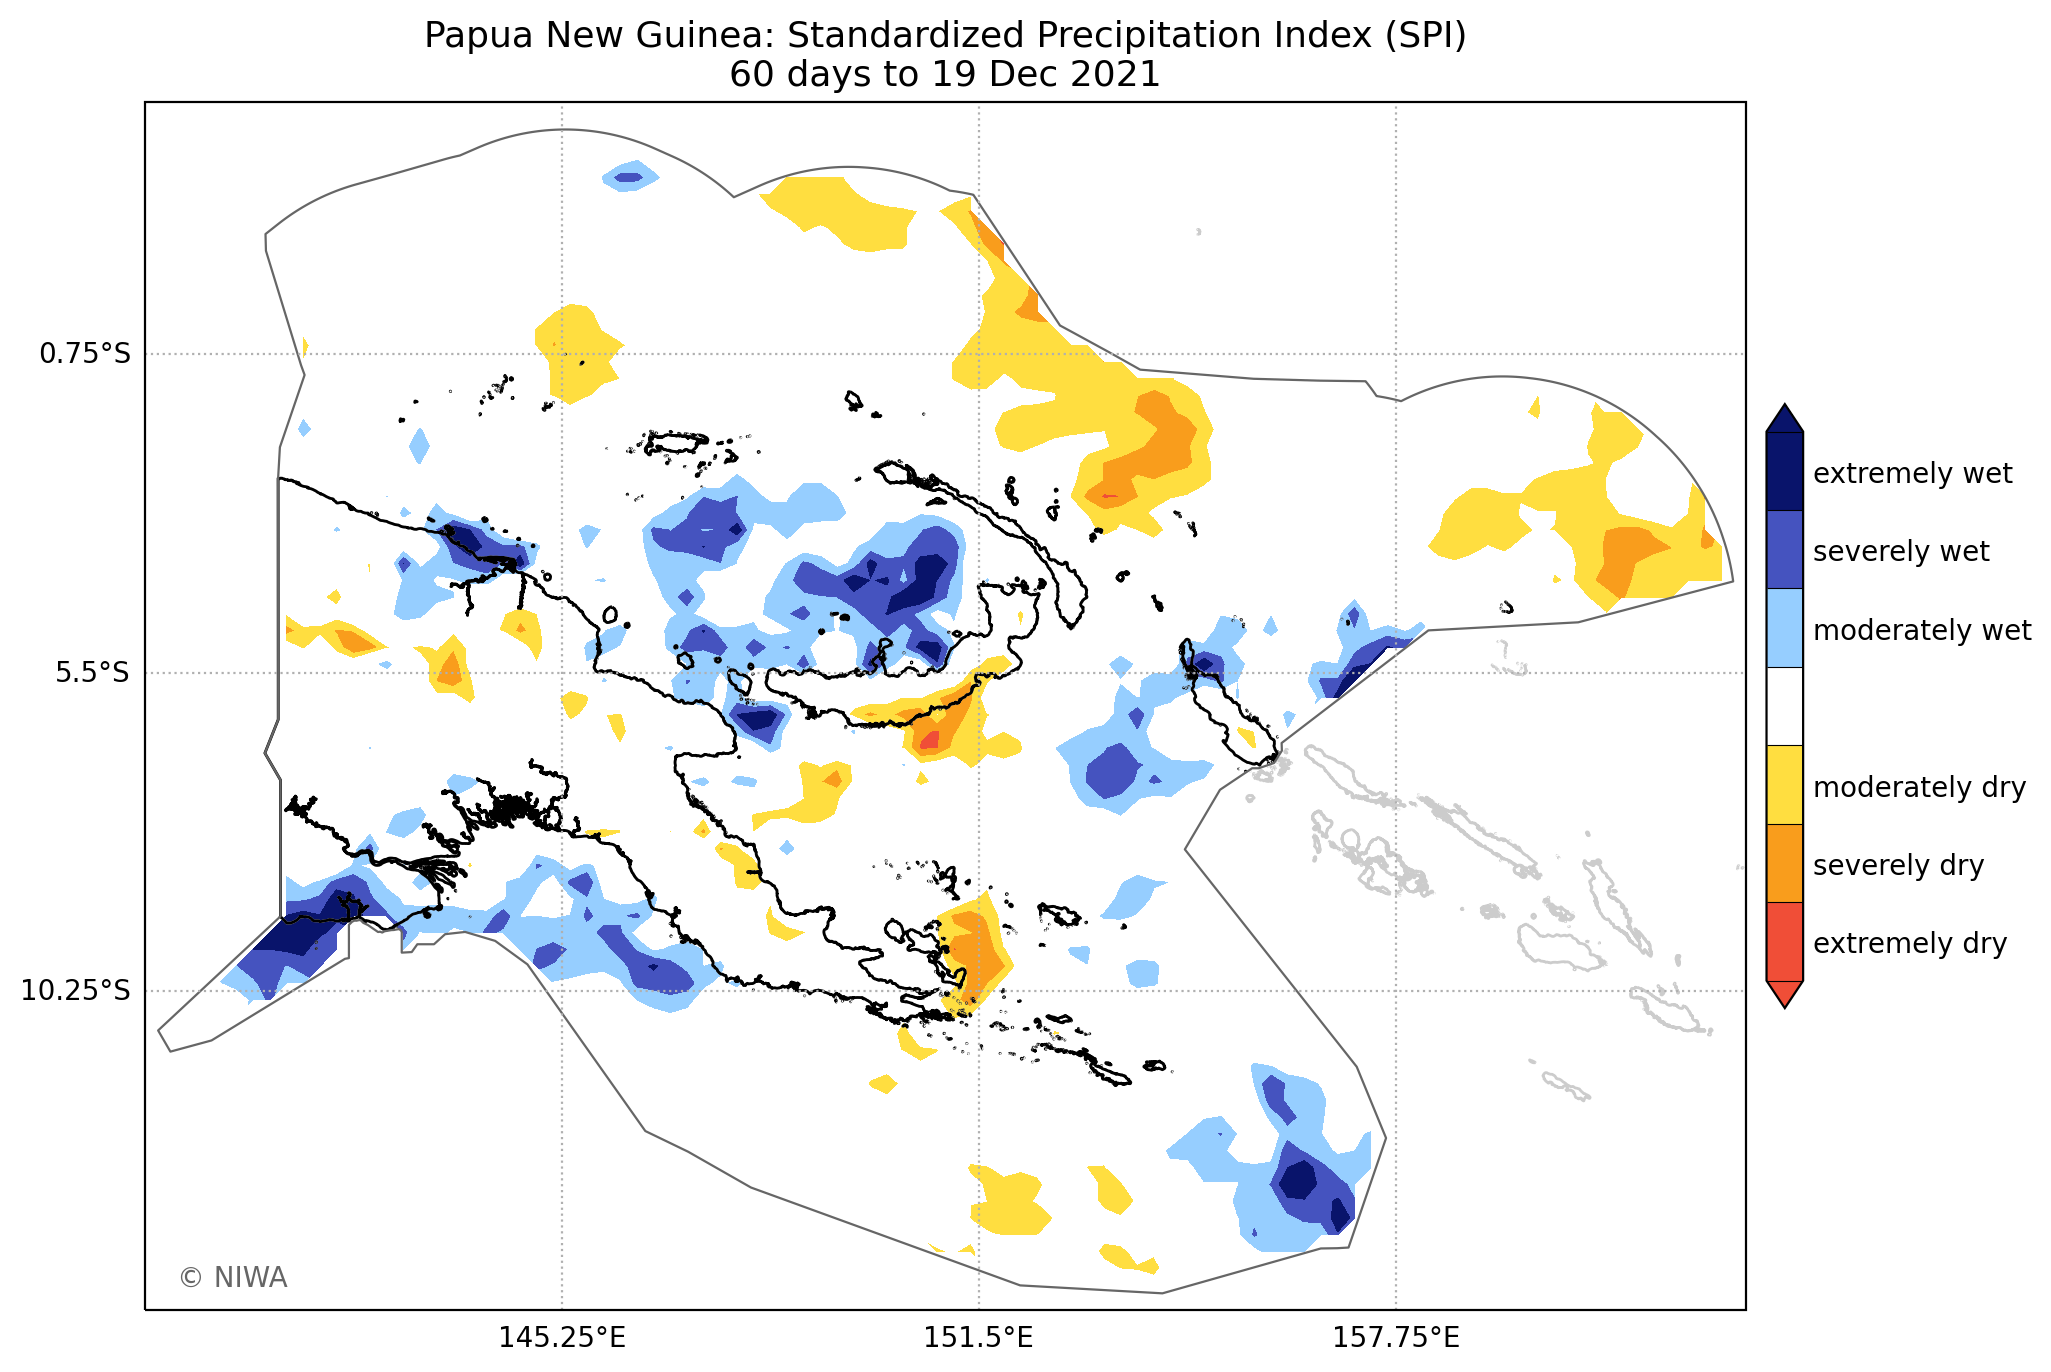 Papua New Guinea: Standardized Precipitation Index (SPI)
60 days to 19 Dec 2021
0.75°S
5.5°S
10.25°S
145.25°E
151.5°E
157.75°E
extremely wet
severely wet
moderately wet
moderately dry
severely dry
extremely dry
© NIWA